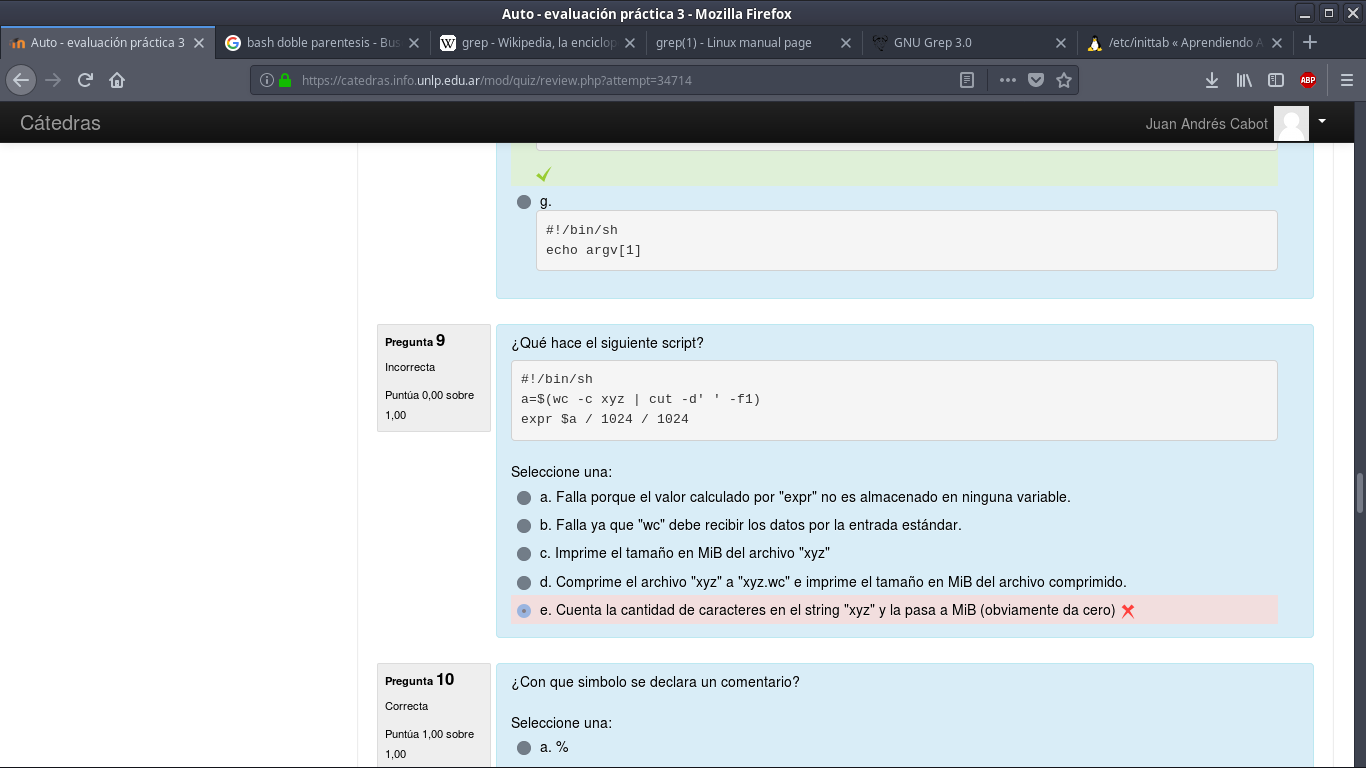 Auto - evaluación práctica 3 - Mozilla Firefox
Auto - evaluación práctica 3
bash doble parentesis - Bus
grep - Wikipedia, la enciclop
grep(1) - Linux manual page
GNU Grep 3.0
/etc/inittab « Aprendiendo A
https://catedras.info.unlp.edu.ar/mod/quiz/review.php?attempt=34714
ABP
Cátedras
Juan Andrés Cabot
g.
#!/bin/sh
echo argv[1]
Pregunta 9
Incorrecta
Puntúa 0,00 sobre
1,00
¿Qué hace el siguiente script?
#!/bin/sh
a=$(wc -c xyz | cut -d' ' -f1)
expr $a / 1024 / 1024
Seleccione una:
a. Falla porque el valor calculado por "expr" no es almacenado en ninguna variable.
b. Falla ya que "wc" debe recibir los datos por la entrada estándar.
c. Imprime el tamaño en MiB del archivo "xyz"
d. Comprime el archivo "xyz" a "xyz.wc" e imprime el tamaño en MiB del archivo comprimido.
e. Cuenta la cantidad de caracteres en el string "xyz" y la pasa a MiB (obviamente da cero)
Pregunta 10
Correcta
Puntúa 1,00 sobre
1,00
¿Con que simbolo se declara un comentario?
Seleccione una:
a. %